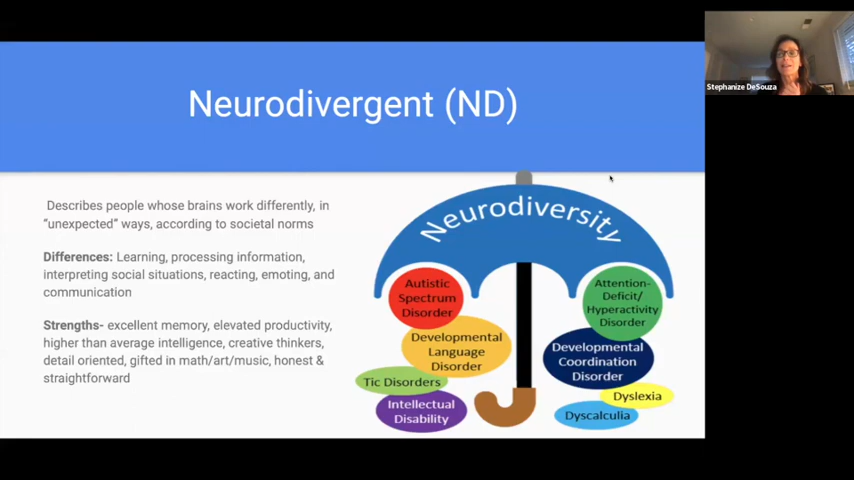 Neurodivergent (ND)
Stephanize DeSouza
Describes people whose brains work differently, in
“unexpected” ways, according to societal norms
Differences: Learning, processing information,
interpreting social situations, reacting, emoting, and
communication
Strengths- excellent memory, elevated productivity,
higher than average intelligence, creative thinkers,
detail oriented, gifted in math/art/music, honest &
straightforward
Neurodiversity
Autistic
Spectrum
Disorder
Developmental
Language
Disorder
Tic Disorders
Intellectual
Disability
Attention-
Deficit/
Hyperactivity
Disorder
Developmental
Coordination
Disorder
Dyslexia
Dyscalculia